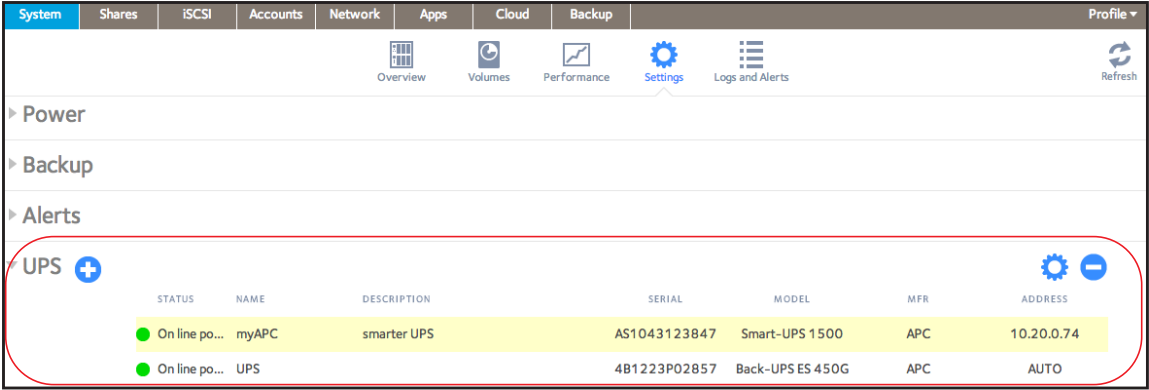 System Shares iSCSI Accounts Network Apps Cloud Backup Profile
Overview Volumes Performance Settings Logs and Alerts Refresh
Power
Backup
Alerts
UPS
STATUS NAME DESCRIPTION SERIAL MODEL MFR ADDRESS
On line po... myAPC smarter UPS AS1043123847 Smart-UPS 1500 APC 10.20.0.74
On line po... UPS 4B1223P02857 Back-UPS ES 450G APC AUTO